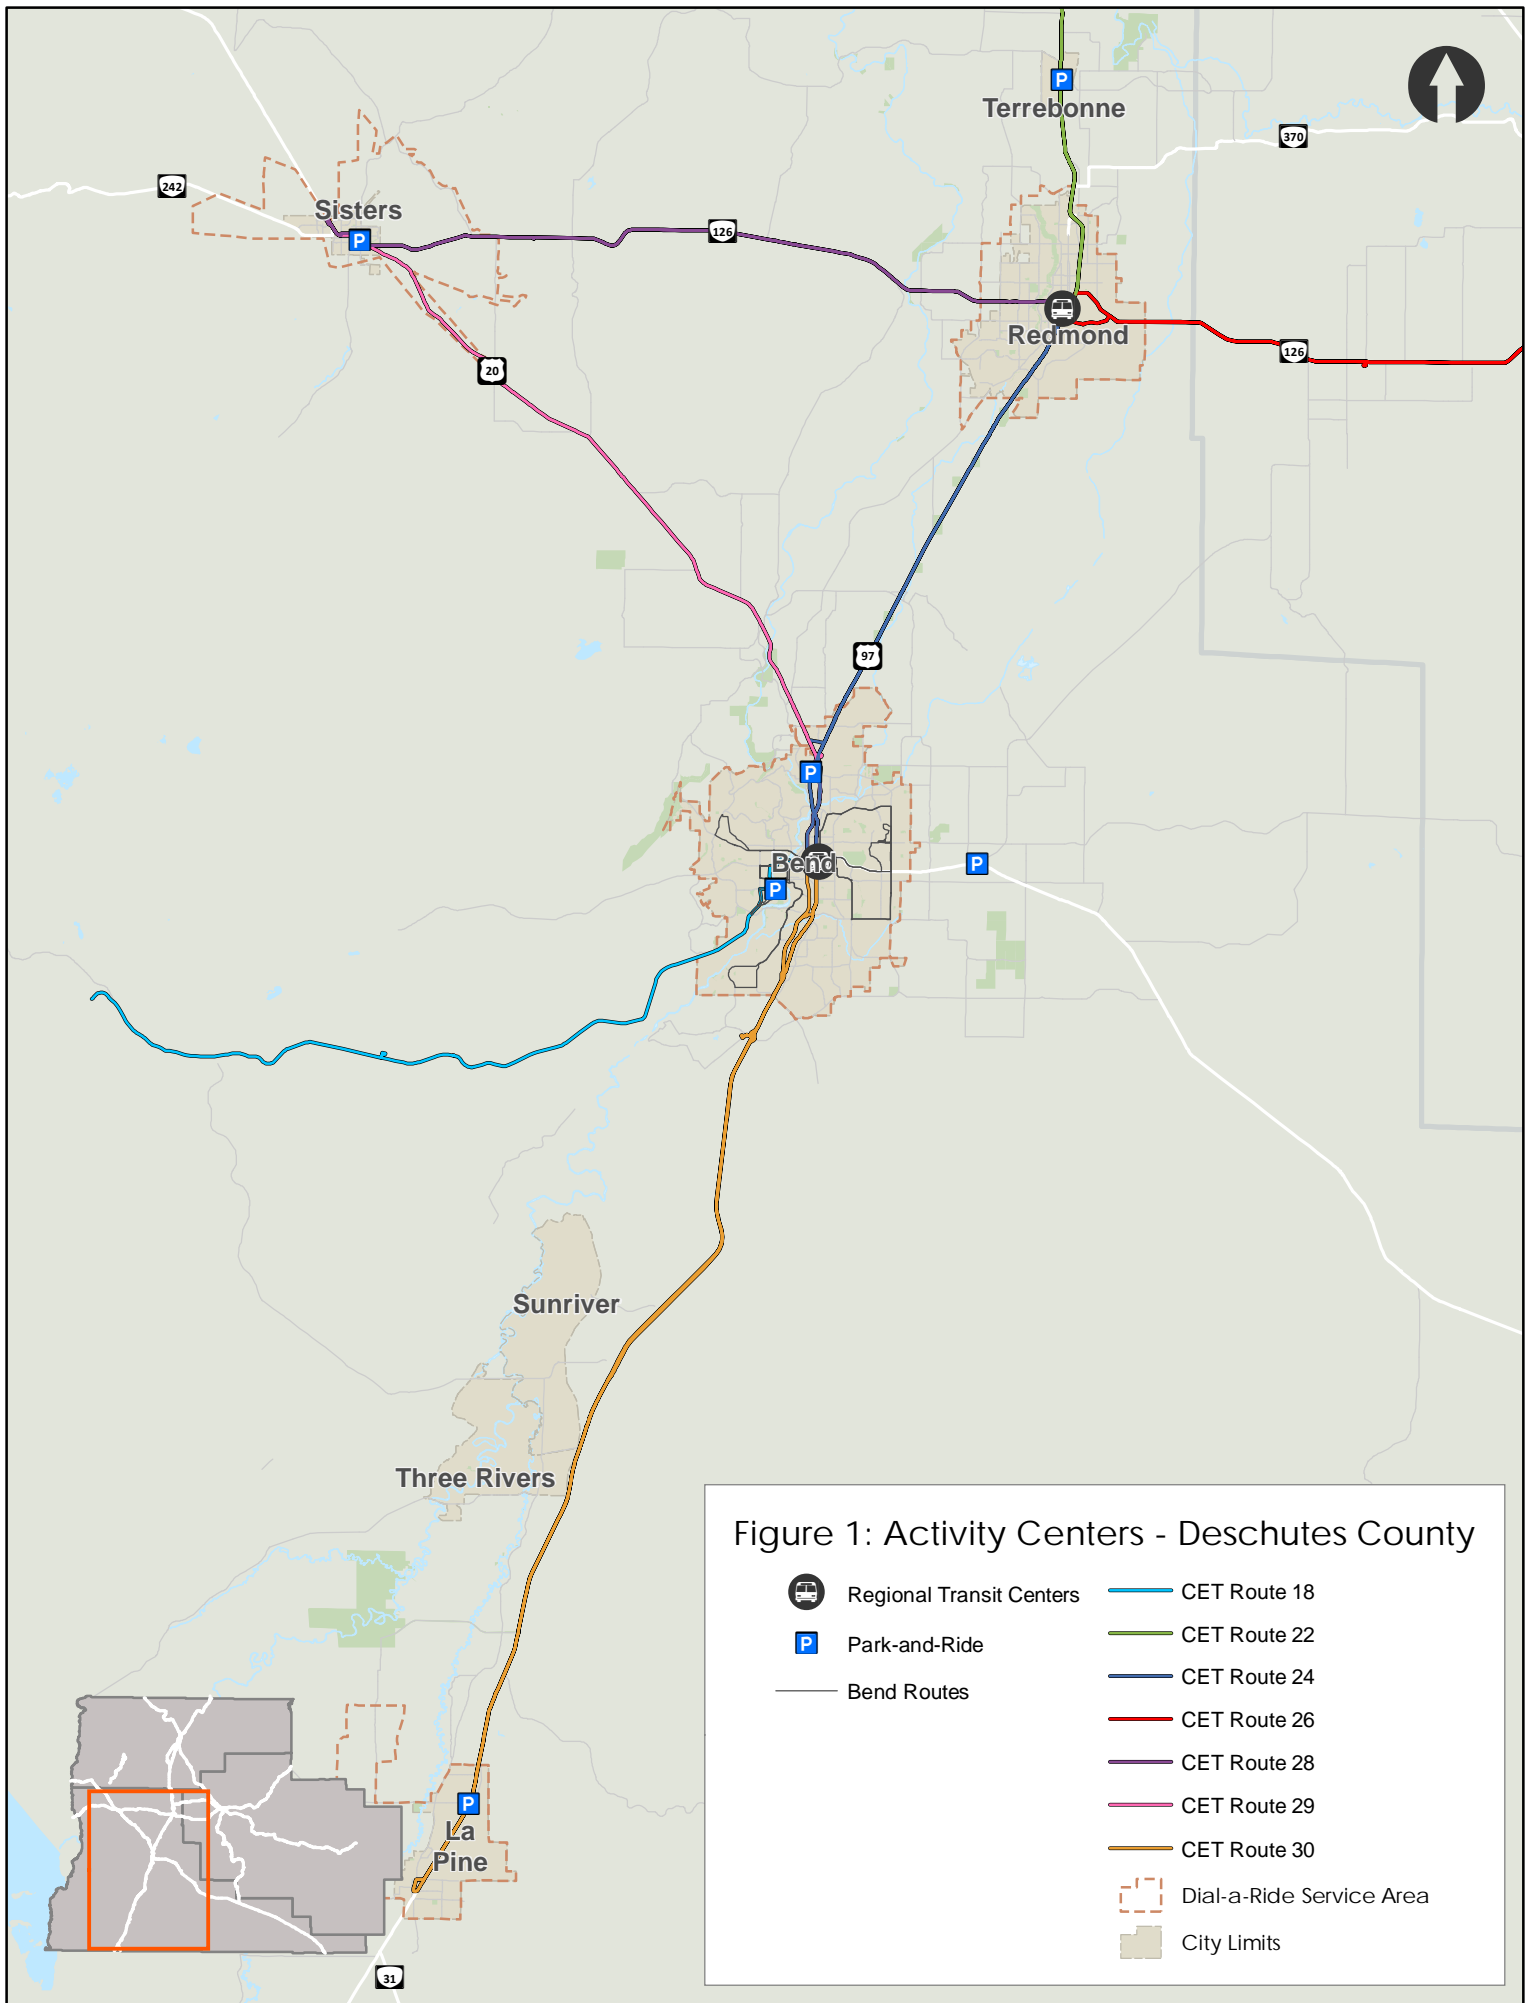 P
Terrebonne
370
242
Sisters
P
126
Redmond
126
20
97
P
Bend
P
P
Sunriver
Three Rivers
P
La
Pine
31
Figure 1: Activity Centers - Deschutes County
Regional Transit Centers
P Park-and-Ride
Bend Routes
CET Route 18
CET Route 22
CET Route 24
CET Route 26
CET Route 28
CET Route 29
CET Route 30
Dial-a-Ride Service Area
City Limits